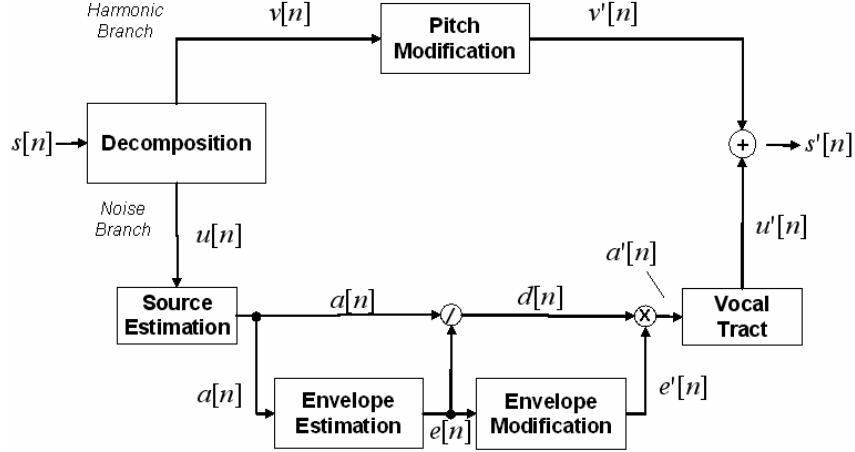 Harmonic
Branch
v[n]
Pitch
Modification
v'[n]
s[n]
Decomposition
+
s'[n]
Noise
Branch
u[n]
u'[n]
a'[n]
Source
Estimation
a[n]
/
d[n]
x
Vocal
Tract
a[n]
Envelope
Estimation
e[n]
Envelope
Modification
e'[n]